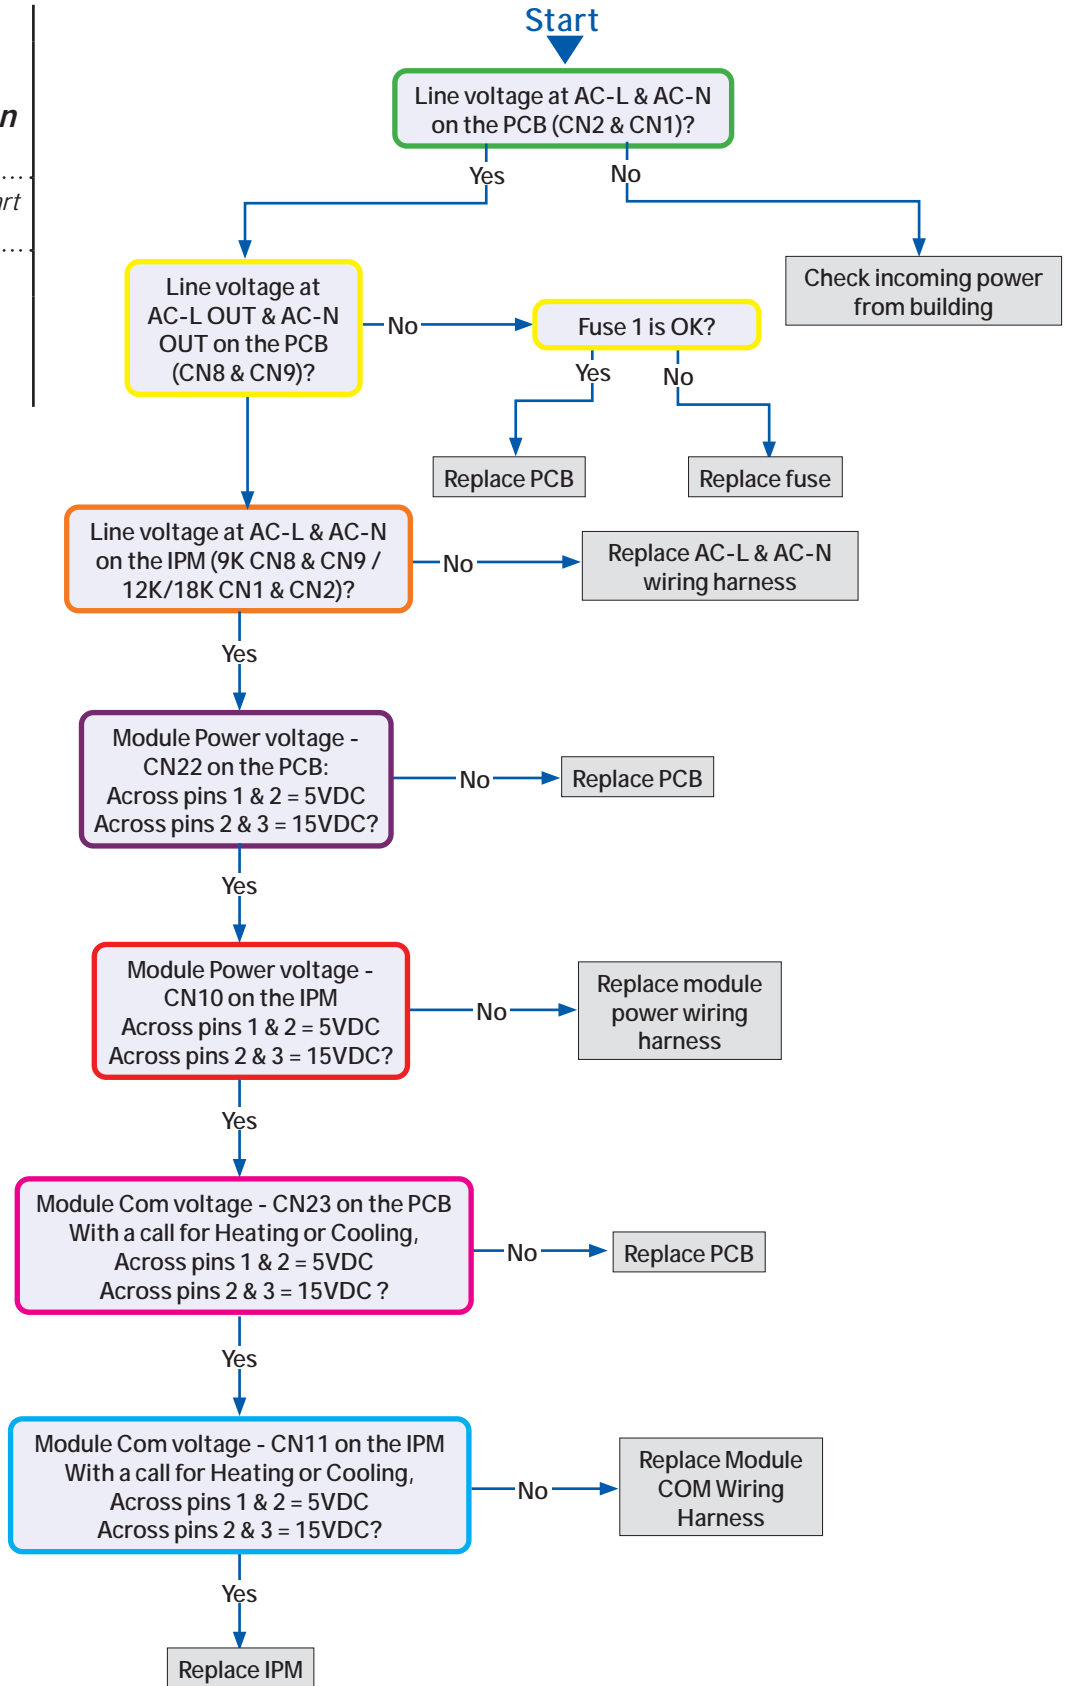 Start
n
art
Line voltage at AC-L & AC-N
on the PCB (CN2 & CN1)?
Yes
No
Check incoming power
from building
Line voltage at
AC-L OUT & AC-N
OUT on the PCB
(CN8 & CN9)?
No
Fuse 1 is OK?
Yes
No
Replace PCB
Replace fuse
Line voltage at AC-L & AC-N
on the IPM (9K CN8 & CN9 /
12K/18K CN1 & CN2)?
No
Replace AC-L & AC-N
wiring harness
Yes
Module Power voltage -
CN22 on the PCB:
Across pins 1 & 2 = 5VDC
Across pins 2 & 3 = 15VDC?
No
Replace PCB
Yes
Module Power voltage -
CN10 on the IPM
Across pins 1 & 2 = 5VDC
Across pins 2 & 3 = 15VDC?
No
Replace module
power wiring
harness
Yes
Module Com voltage - CN23 on the PCB
With a call for Heating or Cooling,
Across pins 1 & 2 = 5VDC
Across pins 2 & 3 = 15VDC ?
No
Replace PCB
Yes
Module Com voltage - CN11 on the IPM
With a call for Heating or Cooling,
Across pins 1 & 2 = 5VDC
Across pins 2 & 3 = 15VDC?
No
Replace Module
COM Wiring
Harness
Yes
Replace IPM